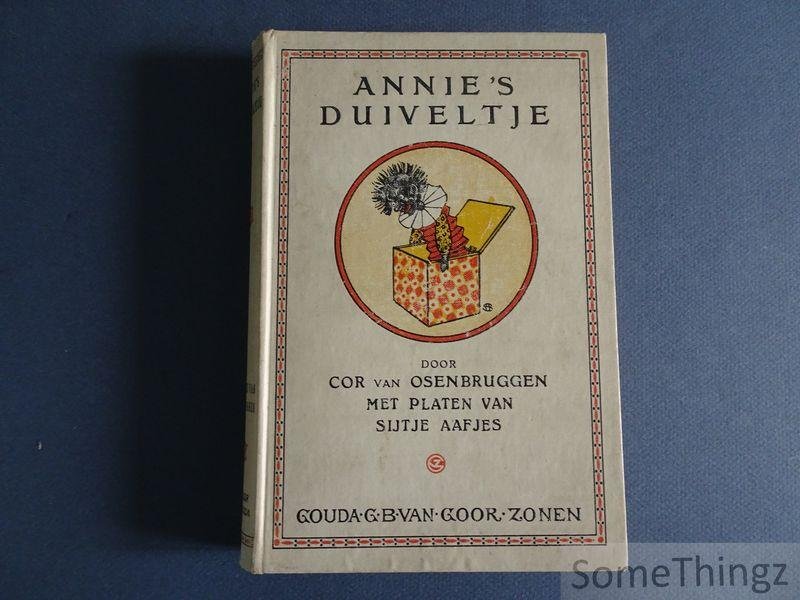 ANNIE'S
DUIVELTJE
DOOR
COR VAN OSENBRUGGEN
MET PLATEN VAN
SIJTJE AAFJES
GOUDA·G·B·VAN·GOOR·ZONEN
SomeThingz